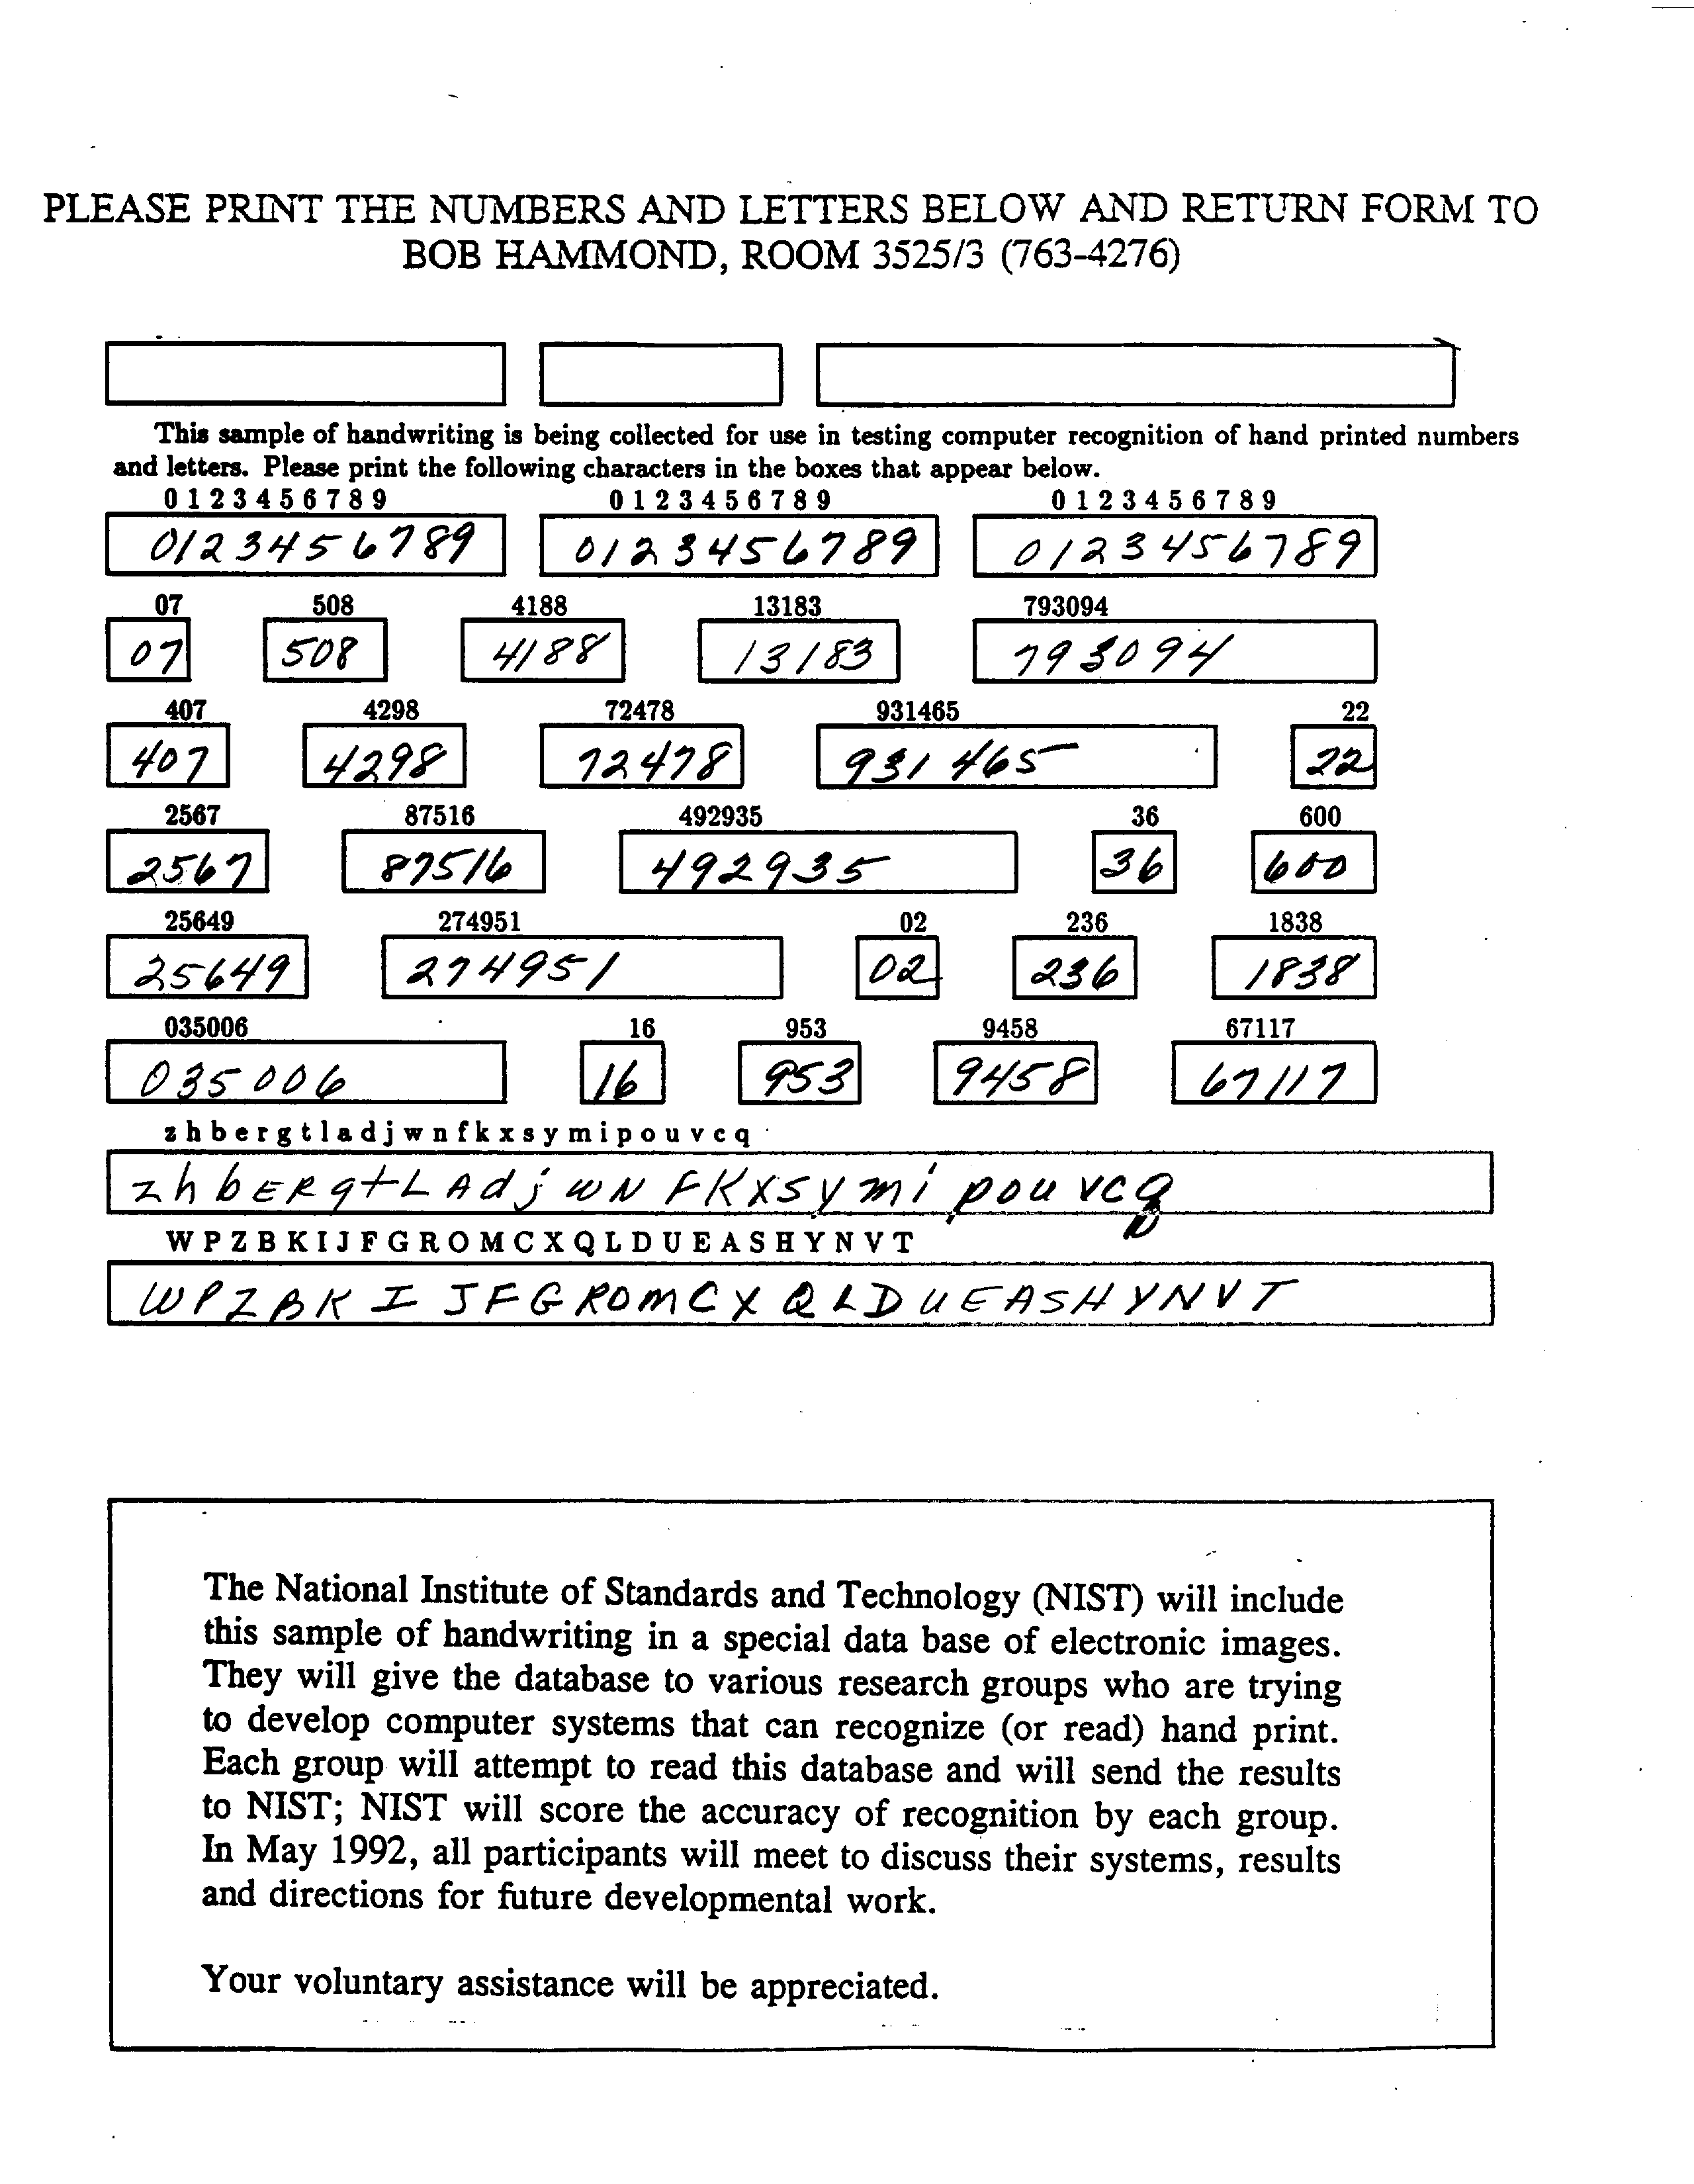 PLEASE PRINT THE NUMBERS AND LETTERS BELOW AND RETURN FORM TO
BOB HAMMOND, ROOM 3525/3 (763-4276)
This sample of handwriting is being collected for use in testing computer recognition of hand printed numbers
and letters. Please print the following characters in the boxes that appear below.
0 1 2 3 4 5 6 7 8 9 0 1 2 3 4 5 6 7 8 9 0 1 2 3 4 5 6 7 8 9
0123456789 0123456789 0123456789
07 508 4188 13183 793094
07 508 4188 13183 793094
407 4298 72478 931465 22
407 4298 72478 931465 22
2567 87516 492935 36 600
2567 87516 492935 36 600
25649 274951 02 236 1838
25649 274951 02 236 1838
035006 16 953 9458 67117
035006 16 953 9458 67117
z h b e r g t l a d j w n f k x s y m i p o u v c q
z h b E R g t L A d j w N F K X S y m i p o u v c q
W P Z B K I J F G R O M C X Q L D U E A S H Y N V T
W P Z B K I J F G R O M C X Q L D U E A S H Y N V T
The National Institute of Standards and Technology (NIST) will include
this sample of handwriting in a special data base of electronic images.
They will give the database to various research groups who are trying
to develop computer systems that can recognize (or read) hand print.
Each group will attempt to read this database and will send the results
to NIST; NIST will score the accuracy of recognition by each group.
In May 1992, all participants will meet to discuss their systems, results
and directions for future developmental work.
Your voluntary assistance will be appreciated.